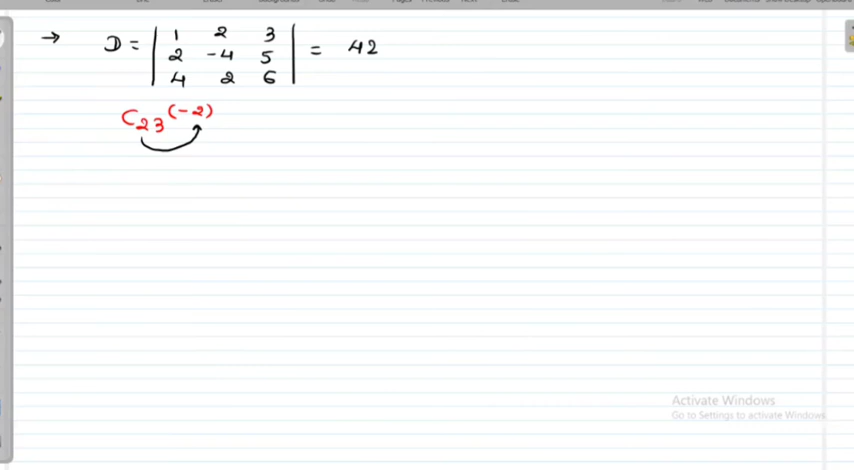 → D = | 1 2 3 | = 42
| 2 -4 5 |
| 4 2 6 |
C₂₃(-2)
Activate Windows
Go to Settings to activate Windows